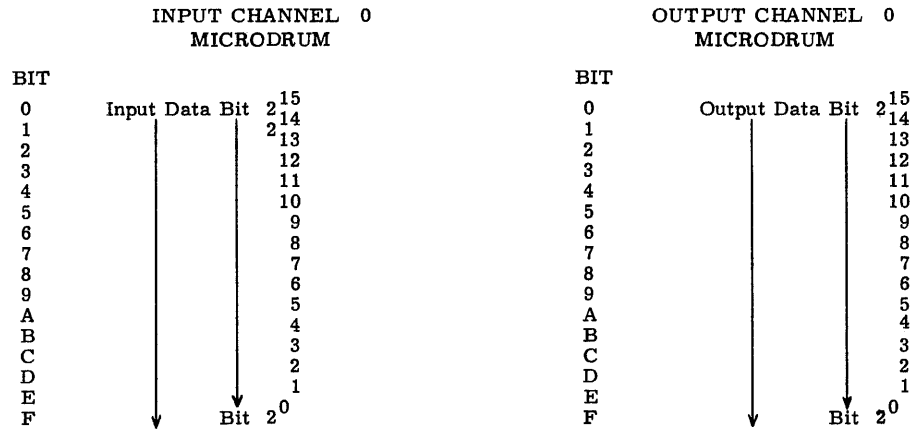 INPUT CHANNEL 0
MICRODRUM
BIT
0 Input Data Bit 2 15
1 2 14
2 13
3 12
4 11
5 10
6 9
7 8
8 7
9 6
A 5
B 4
C 3
D 2
E 1
F Bit 2 0
OUTPUT CHANNEL 0
MICRODRUM
BIT
0 Output Data Bit 2 15
1 14
2 13
3 12
4 11
5 10
6 9
7 8
8 7
9 6
A 5
B 4
C 3
D 2
E 1
F Bit 2 0